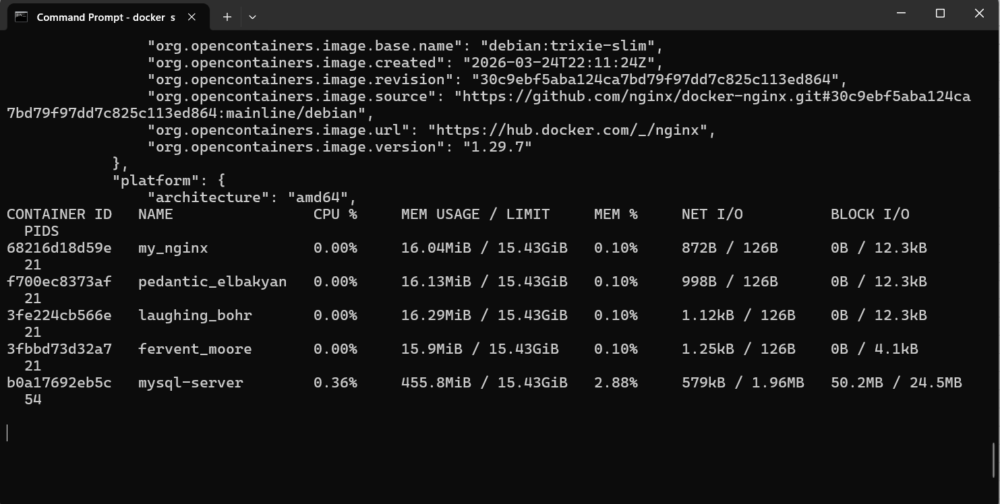 Command Prompt - docker  s
"org.opencontainers.image.base.name": "debian:trixie-slim",
"org.opencontainers.image.created": "2026-03-24T22:11:24Z",
"org.opencontainers.image.revision": "30c9ebf5aba124ca7bd79f97dd7c825c113ed864",
"org.opencontainers.image.source": "https://github.com/nginx/docker-nginx.git#30c9ebf5aba124ca
7bd79f97dd7c825c113ed864:mainline/debian",
"org.opencontainers.image.url": "https://hub.docker.com/_/nginx",
"org.opencontainers.image.version": "1.29.7"
},
"platform": {
"architecture": "amd64",
CONTAINER ID   NAME                CPU %     MEM USAGE / LIMIT     MEM %     NET I/O          BLOCK I/O
  PIDS
68216d18d59e   my_nginx            0.00%     16.04MiB / 15.43GiB   0.10%     872B / 126B      0B / 12.3kB
  21
f700ec8373af   pedantic_elbakyan   0.00%     16.13MiB / 15.43GiB   0.10%     998B / 126B      0B / 12.3kB
  21
3fe224cb566e   laughing_bohr       0.00%     16.29MiB / 15.43GiB   0.10%     1.12kB / 126B    0B / 12.3kB
  21
3fbbd73d32a7   fervent_moore       0.00%     15.9MiB / 15.43GiB    0.10%     1.25kB / 126B    0B / 4.1kB
  21
b0a17692eb5c   mysql-server        0.36%     455.8MiB / 15.43GiB   2.88%     579kB / 1.96MB   50.2MB / 24.5MB
  54